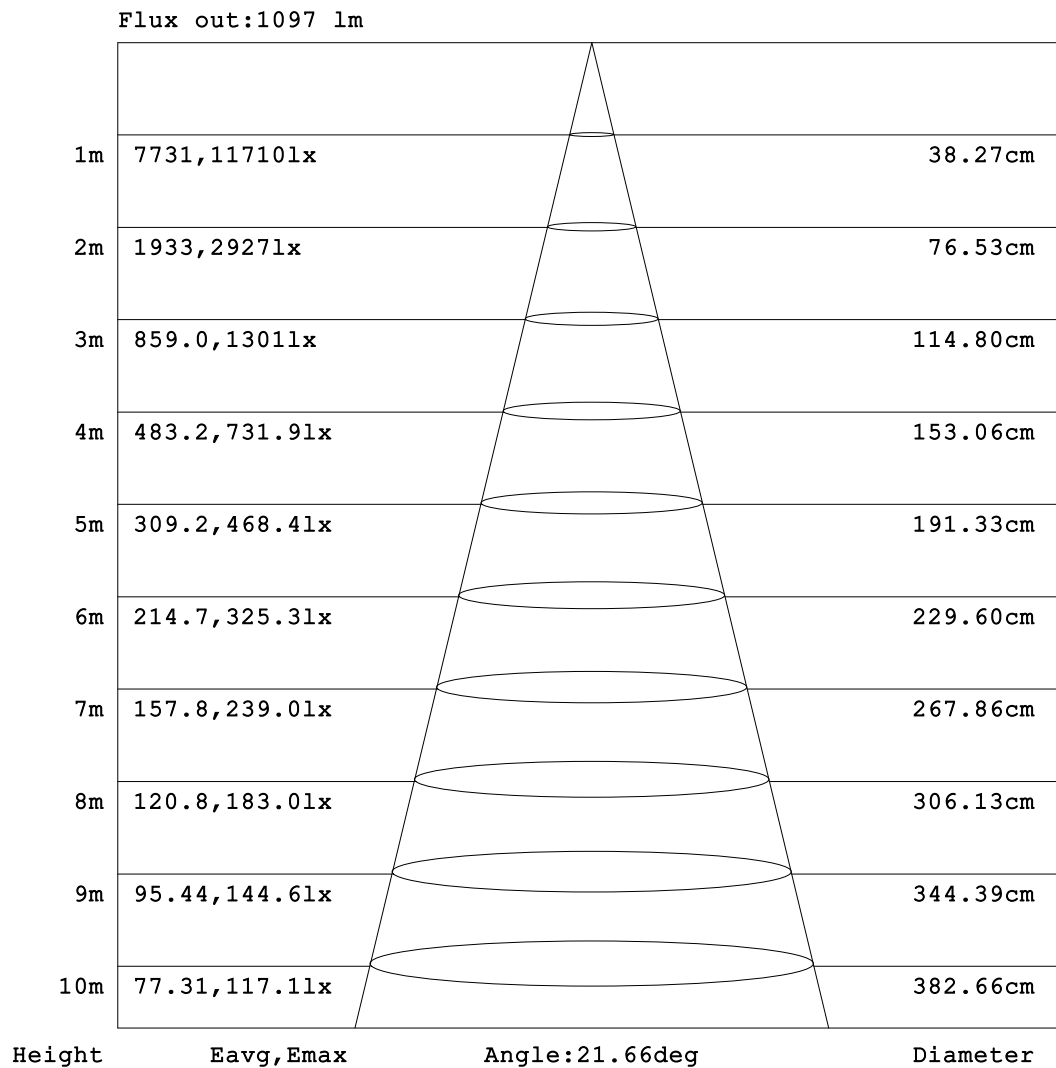 Flux out:1097 lm
1m 7731,11710lx 38.27cm
2m 1933,2927lx 76.53cm
3m 859.0,1301lx 114.80cm
4m 483.2,731.9lx 153.06cm
5m 309.2,468.4lx 191.33cm
6m 214.7,325.3lx 229.60cm
7m 157.8,239.0lx 267.86cm
8m 120.8,183.0lx 306.13cm
9m 95.44,144.6lx 344.39cm
10m 77.31,117.1lx 382.66cm
Height Eavg,Emax Angle:21.66deg Diameter